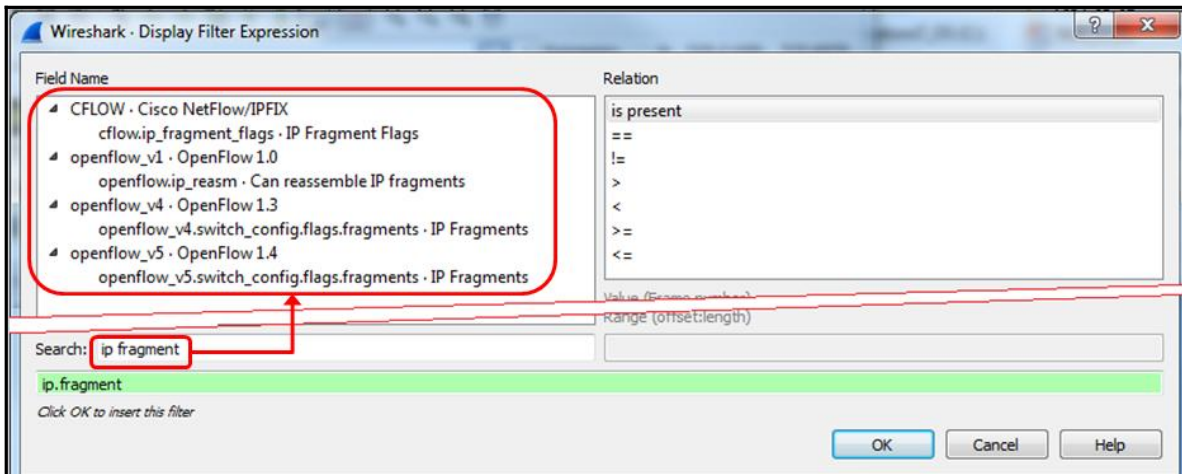 Wireshark · Display Filter Expression
Field Name
CFLOW · Cisco NetFlow/IPFIX
cflow.ip_fragment_flags · IP Fragment Flags
openflow_v1 · OpenFlow 1.0
openflow.ip_reasm · Can reassemble IP fragments
openflow_v4 · OpenFlow 1.3
openflow_v4.switch_config.flags.fragments · IP Fragments
openflow_v5 · OpenFlow 1.4
openflow_v5.switch_config.flags.fragments · IP Fragments
Relation
is present
==
!=
>
<
>=
<=
Value (Frame number)
Range (offset:length)
Search: ip fragment
ip.fragment
Click OK to insert this filter
OK
Cancel
Help